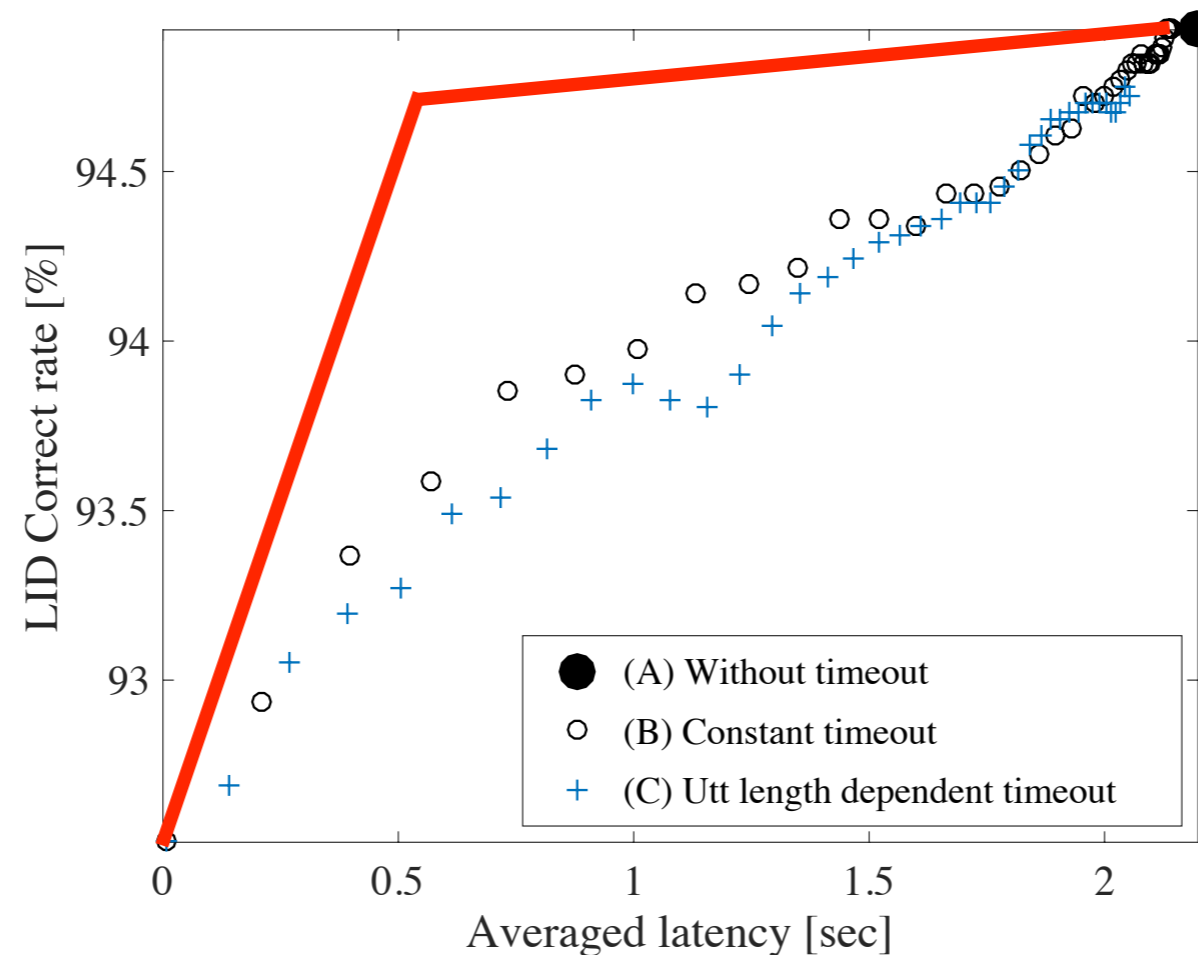 LID Correct rate [%]
94.5
94
93.5
93
0
0.5
1
1.5
2
Averaged latency [sec]
(A) Without timeout
(B) Constant timeout
(C) Utt length dependent timeout